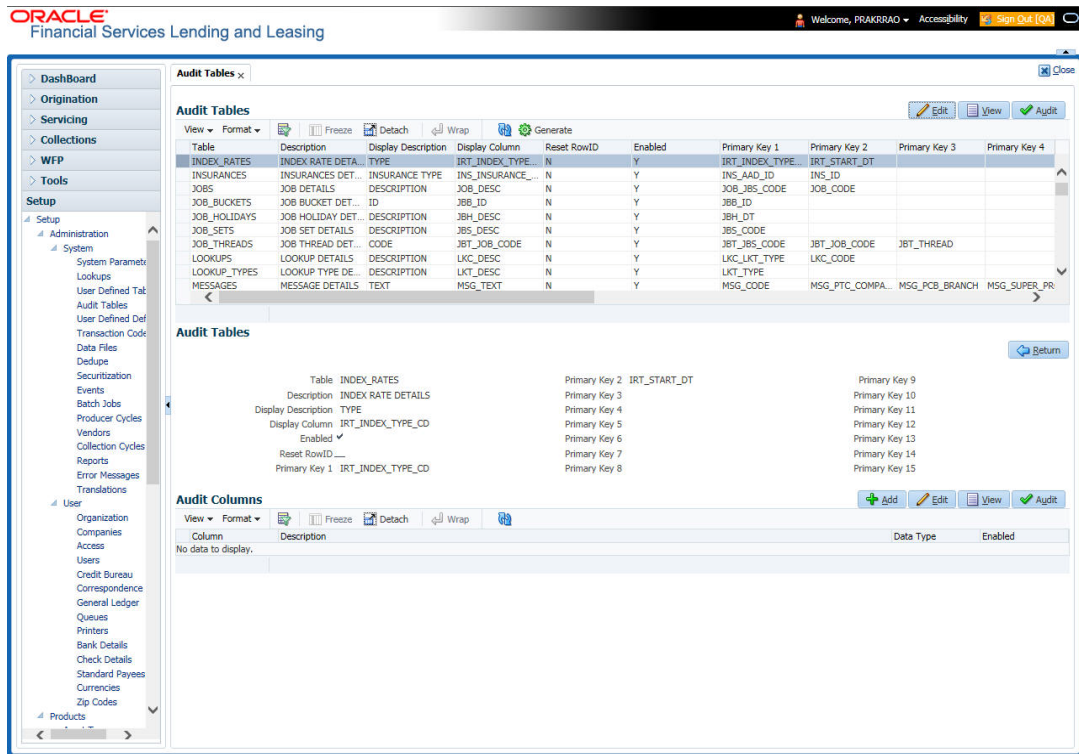 ORACLE
Financial Services Lending and Leasing
Welcome, PRAKRRAO Accessibility Sign Out [QA]
DashBoard
Origination
Servicing
Collections
WFP
Tools
Setup
Setup
Administration
System
System Paramete
Lookups
User Defined Tab
Audit Tables
User Defined Def
Transaction Code
Data Files
Dedupe
Securitization
Events
Batch Jobs
Producer Cycles
Vendors
Collection Cycles
Reports
Error Messages
Translations
User
Organization
Companies
Access
Users
Credit Bureau
Correspondence
General Ledger
Queues
Printers
Bank Details
Check Details
Standard Payees
Currencies
Zip Codes
Products
Audit Tables Close
Audit Tables Edit View Audit
View Format Freeze Detach Wrap Generate
Table Description Display Description Display Column Reset RowID Enabled Primary Key 1 Primary Key 2 Primary Key 3 Primary Key 4
INDEX_RATES INDEX RATE DETA... TYPE IRT_INDEX_TYPE... N Y IRT_INDEX_TYPE... IRT_START_DT
INSURANCES INSURANCES DET... INSURANCE TYPE INS_INSURANCE_... N Y INS_AAD_ID INS_ID
JOBS JOB DETAILS DESCRIPTION JOB_DESC N Y JOB_JBS_CODE JOB_CODE
JOB_BUCKETS JOB BUCKET DET... ID JBB_ID N Y JBB_ID
JOB_HOLIDAYS JOB HOLIDAY DET... DESCRIPTION JBH_DESC N Y JBH_DT
JOB_SETS JOB SET DETAILS DESCRIPTION JBS_DESC N Y JBS_CODE
JOB_THREADS JOB THREAD DET... CODE JBT_JOB_CODE N Y JBT_JBS_CODE JBT_JOB_CODE JBT_THREAD
LOOKUPS LOOKUP DETAILS DESCRIPTION LKC_DESC N Y LKC_LKT_TYPE LKC_CODE
LOOKUP_TYPES LOOKUP TYPE DE... DESCRIPTION LKT_DESC N Y LKT_TYPE
MESSAGES MESSAGE DETAILS TEXT MSG_TEXT N Y MSG_CODE MSG_PTC_COMPA... MSG_PCB_BRANCH MSG_SUPER_PR
Audit Tables
Return
Table INDEX_RATES Primary Key 2 IRT_START_DT Primary Key 9
Description INDEX RATE DETAILS Primary Key 3 Primary Key 10
Display Description TYPE Primary Key 4 Primary Key 11
Display Column IRT_INDEX_TYPE_CD Primary Key 5 Primary Key 12
Enabled Primary Key 6 Primary Key 13
Reset RowID Primary Key 7 Primary Key 14
Primary Key 1 IRT_INDEX_TYPE_CD Primary Key 8 Primary Key 15
Audit Columns Add Edit View Audit
View Format Freeze Detach Wrap
Column Description Data Type Enabled
No data to display.